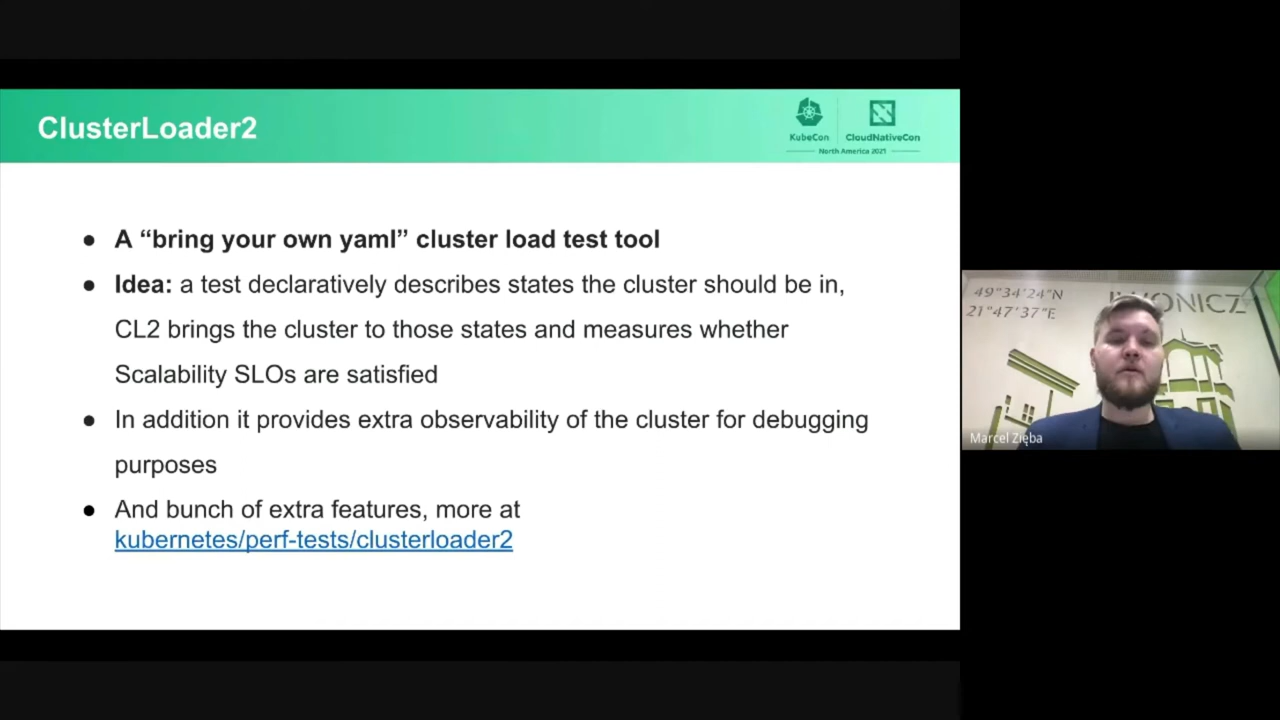 ClusterLoader2
KubeCon
CloudNativeCon
North America 2021
● A “bring your own yaml” cluster load test tool
● Idea: a test declaratively describes states the cluster should be in,
CL2 brings the cluster to those states and measures whether
Scalability SLOs are satisfied
● In addition it provides extra observability of the cluster for debugging
purposes
● And bunch of extra features, more at
kubernetes/perf-tests/clusterloader2
49°34'24"N
21°47'37"E
IWONICZ
Marcel Zięba